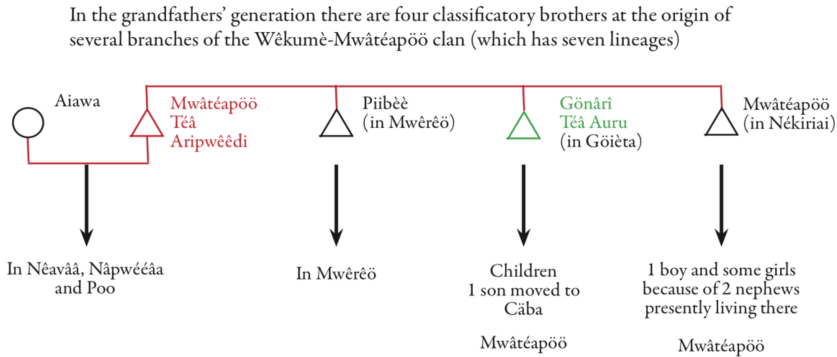 In the grandfathers’ generation there are four classificatory brothers at the origin of
several branches of the Wêkumè-Mwâtéapöö clan (which has seven lineages)
Aiawa
Mwâtéapöö
Téâ
Aripwêêdi
Piibèè
(in Mwêrêö)
Gönârî
Téâ Auru
(in Göièta)
Mwâtéapöö
(in Nékiriai)
In Nêavââ, Nâpwééâa
and Poo
In Mwêrêö
Children
1 son moved to
Cäba
Mwâtéapöö
1 boy and some girls
because of 2 nephews
presently living there
Mwâtéapöö